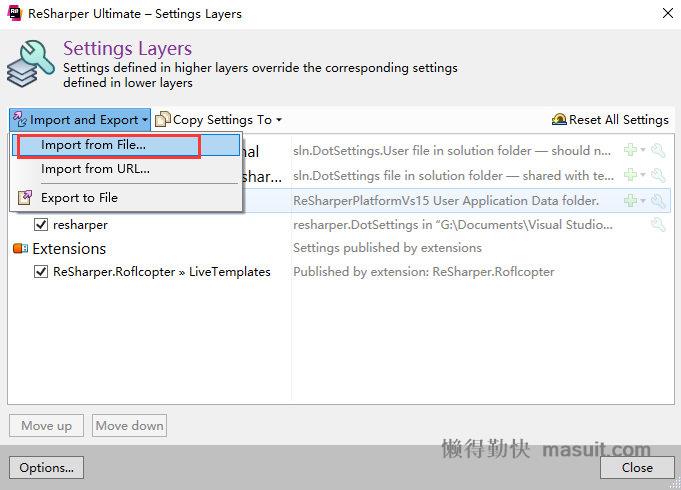 ReSharper Ultimate – Settings Layers
Settings Layers
Settings defined in higher layers override the corresponding settings
defined in lower layers
Import and Export
Copy Settings To
Reset All Settings
Import from File...
Import from URL...
Export to File
nal sln.DotSettings.User file in solution folder — should n...
shar... sln.DotSettings file in solution folder — shared with te...
ReSharperPlatformVs15 User Application Data folder.
resharper resharper.DotSettings in "G:\Documents\Visual Studio...
Extensions Settings published by extensions
ReSharper.Roflcopter » LiveTemplates Published by extension: ReSharper.Roflcopter
Move up Move down
懒得勤快 masuit.com
Options... Close